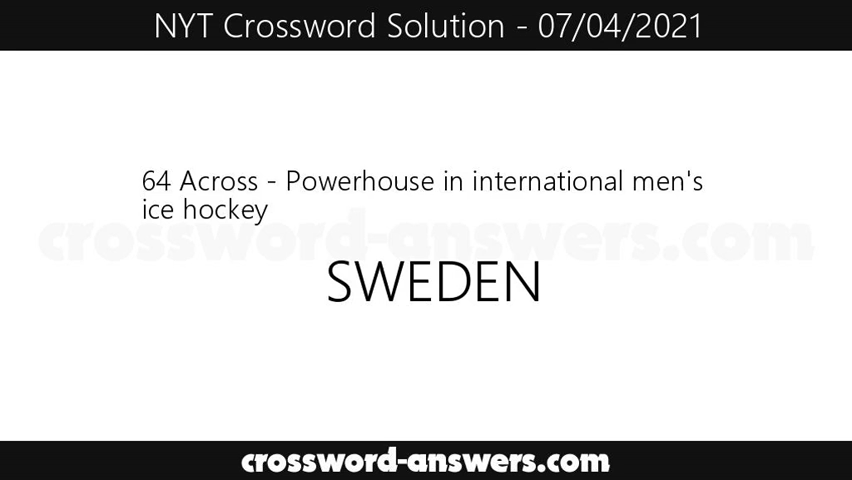 NYT Crossword Solution - 07/04/2021
64 Across - Powerhouse in international men's
ice hockey
crossword-answers.com
SWEDEN
crossword-answers.com